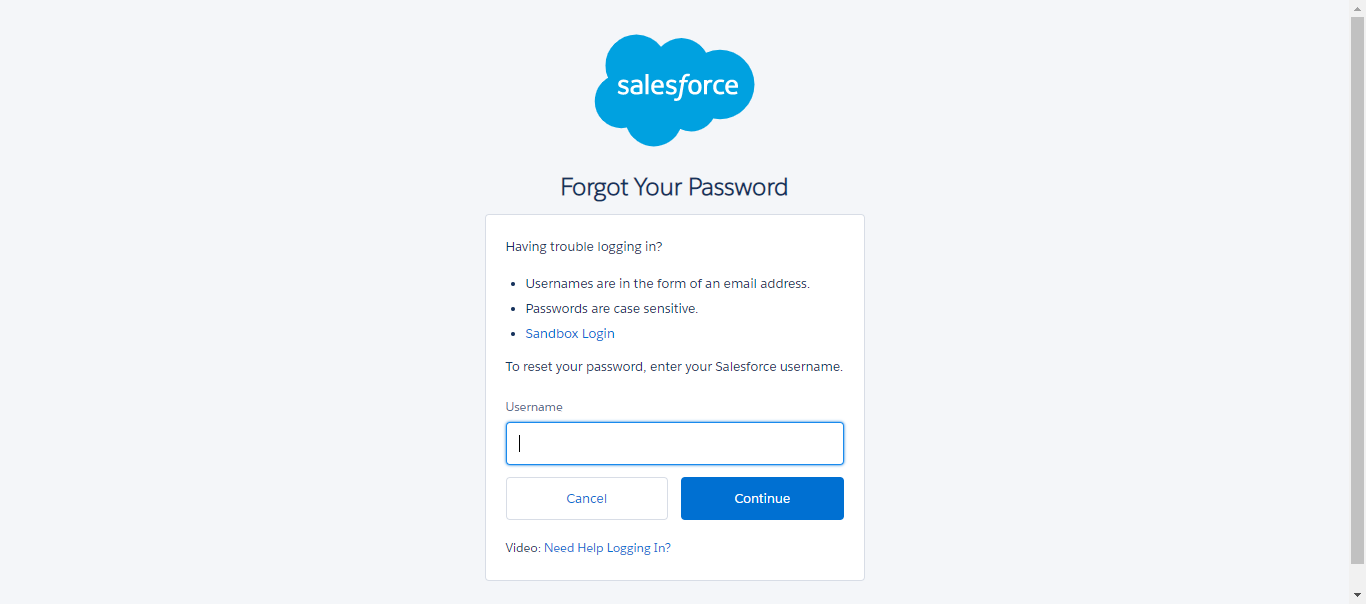 salesforce
Forgot Your Password
Having trouble logging in?
• Usernames are in the form of an email address.
• Passwords are case sensitive.
• Sandbox Login
To reset your password, enter your Salesforce username.
Username
Cancel
Continue
Video: Need Help Logging In?